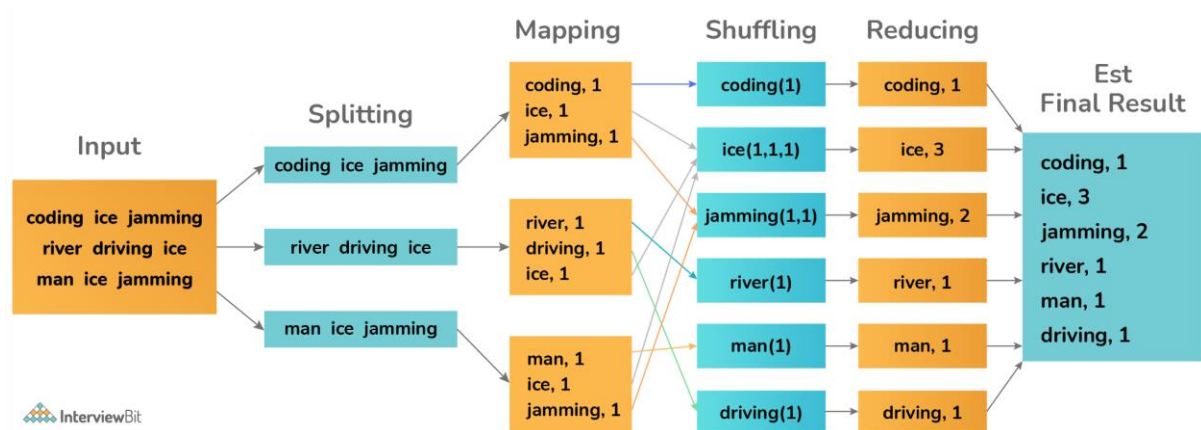 Input
coding ice jamming
river driving ice
man ice jamming
Splitting
coding ice jamming
river driving ice
man ice jamming
Mapping
coding, 1
ice, 1
jamming, 1
river, 1
driving, 1
ice, 1
man, 1
ice, 1
jamming, 1
Shuffling
coding(1)
ice(1,1,1)
jamming(1,1)
river(1)
man(1)
driving(1)
Reducing
coding, 1
ice, 3
jamming, 2
river, 1
man, 1
driving, 1
Est
Final Result
coding, 1
ice, 3
jamming, 2
river, 1
man, 1
driving, 1
InterviewBit